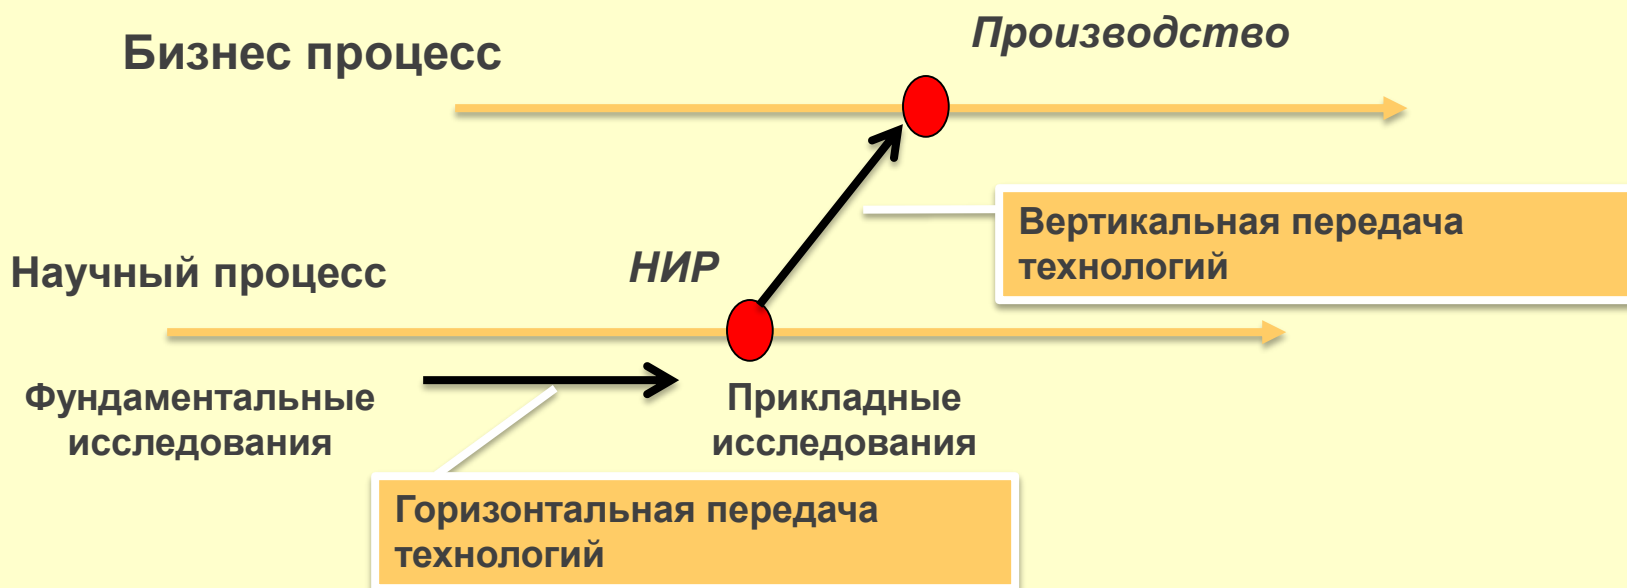 Бизнес процесс
Производство
Вертикальная передача
технологий
Научный процесс
НИР
Фундаментальные
исследования
Прикладные
исследования
Горизонтальная передача
технологий